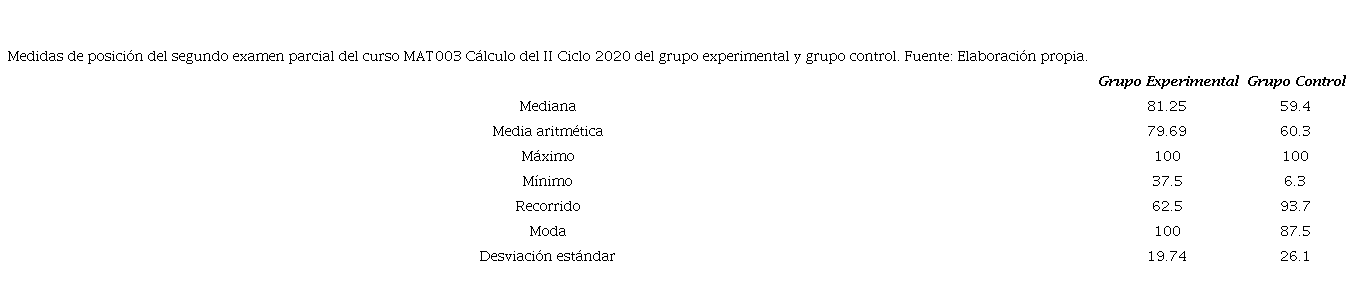 Medidas de posición del segundo examen parcial del curso MAT003 Cálculo del II Ciclo 2020 del grupo experimental y grupo control. Fuente: Elaboración propia.
Grupo Experimental Grupo Control
Mediana 81.25 59.4
Media aritmética 79.69 60.3
Máximo 100 100
Mínimo 37.5 6.3
Recorrido 62.5 93.7
Moda 100 87.5
Desviación estándar 19.74 26.1